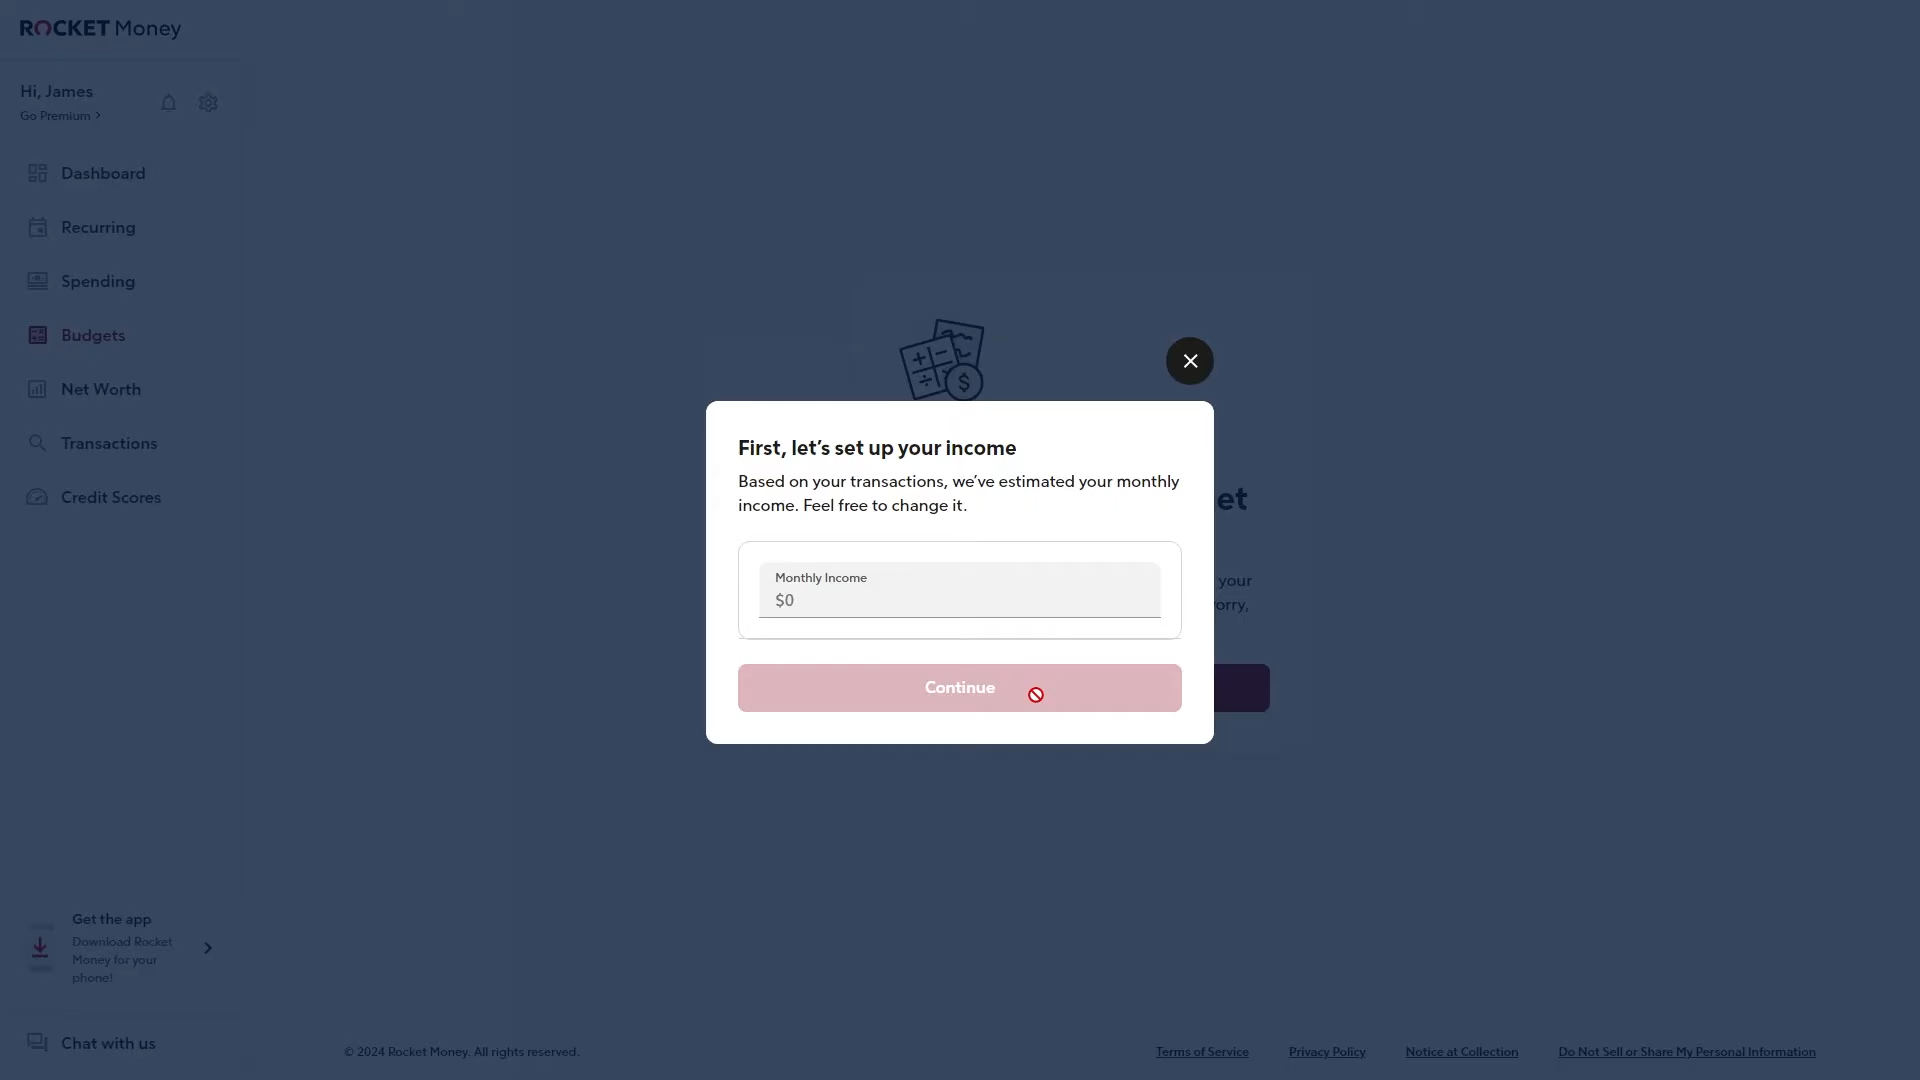 ROCKET Money
Hi, James
Go Premium >
Dashboard
Recurring
Spending
Budgets
Net Worth
Transactions
Credit Scores
Get the app
Download Rocket
Money for your
phone!
Chat with us
et
your
orry,
First, let’s set up your income
Based on your transactions, we’ve estimated your monthly
income. Feel free to change it.
Monthly Income
$0
Continue
© 2024 Rocket Money. All rights reserved.
Terms of Service
Privacy Policy
Notice at Collection
Do Not Sell or Share My Personal Information